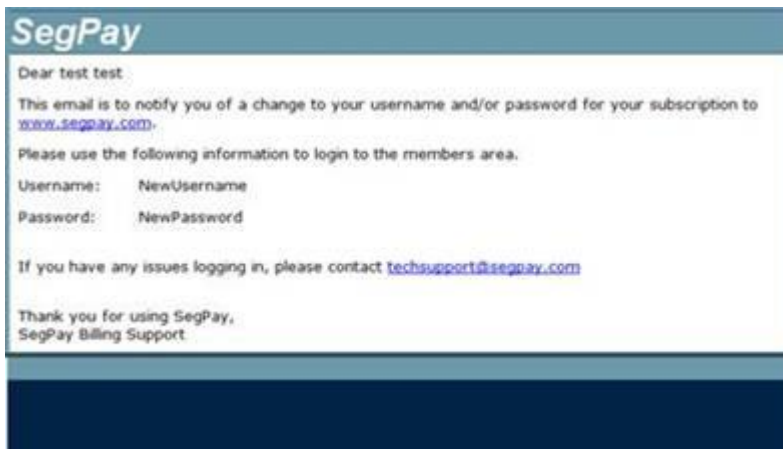 SegPay
Dear test test
This email is to notify you of a change to your username and/or password for your subscription to
www.segpay.com.
Please use the following information to login to the members area.
Username: NewUsername
Password: NewPassword
If you have any issues logging in, please contact techsupport@segpay.com
Thank you for using SegPay,
SegPay Billing Support